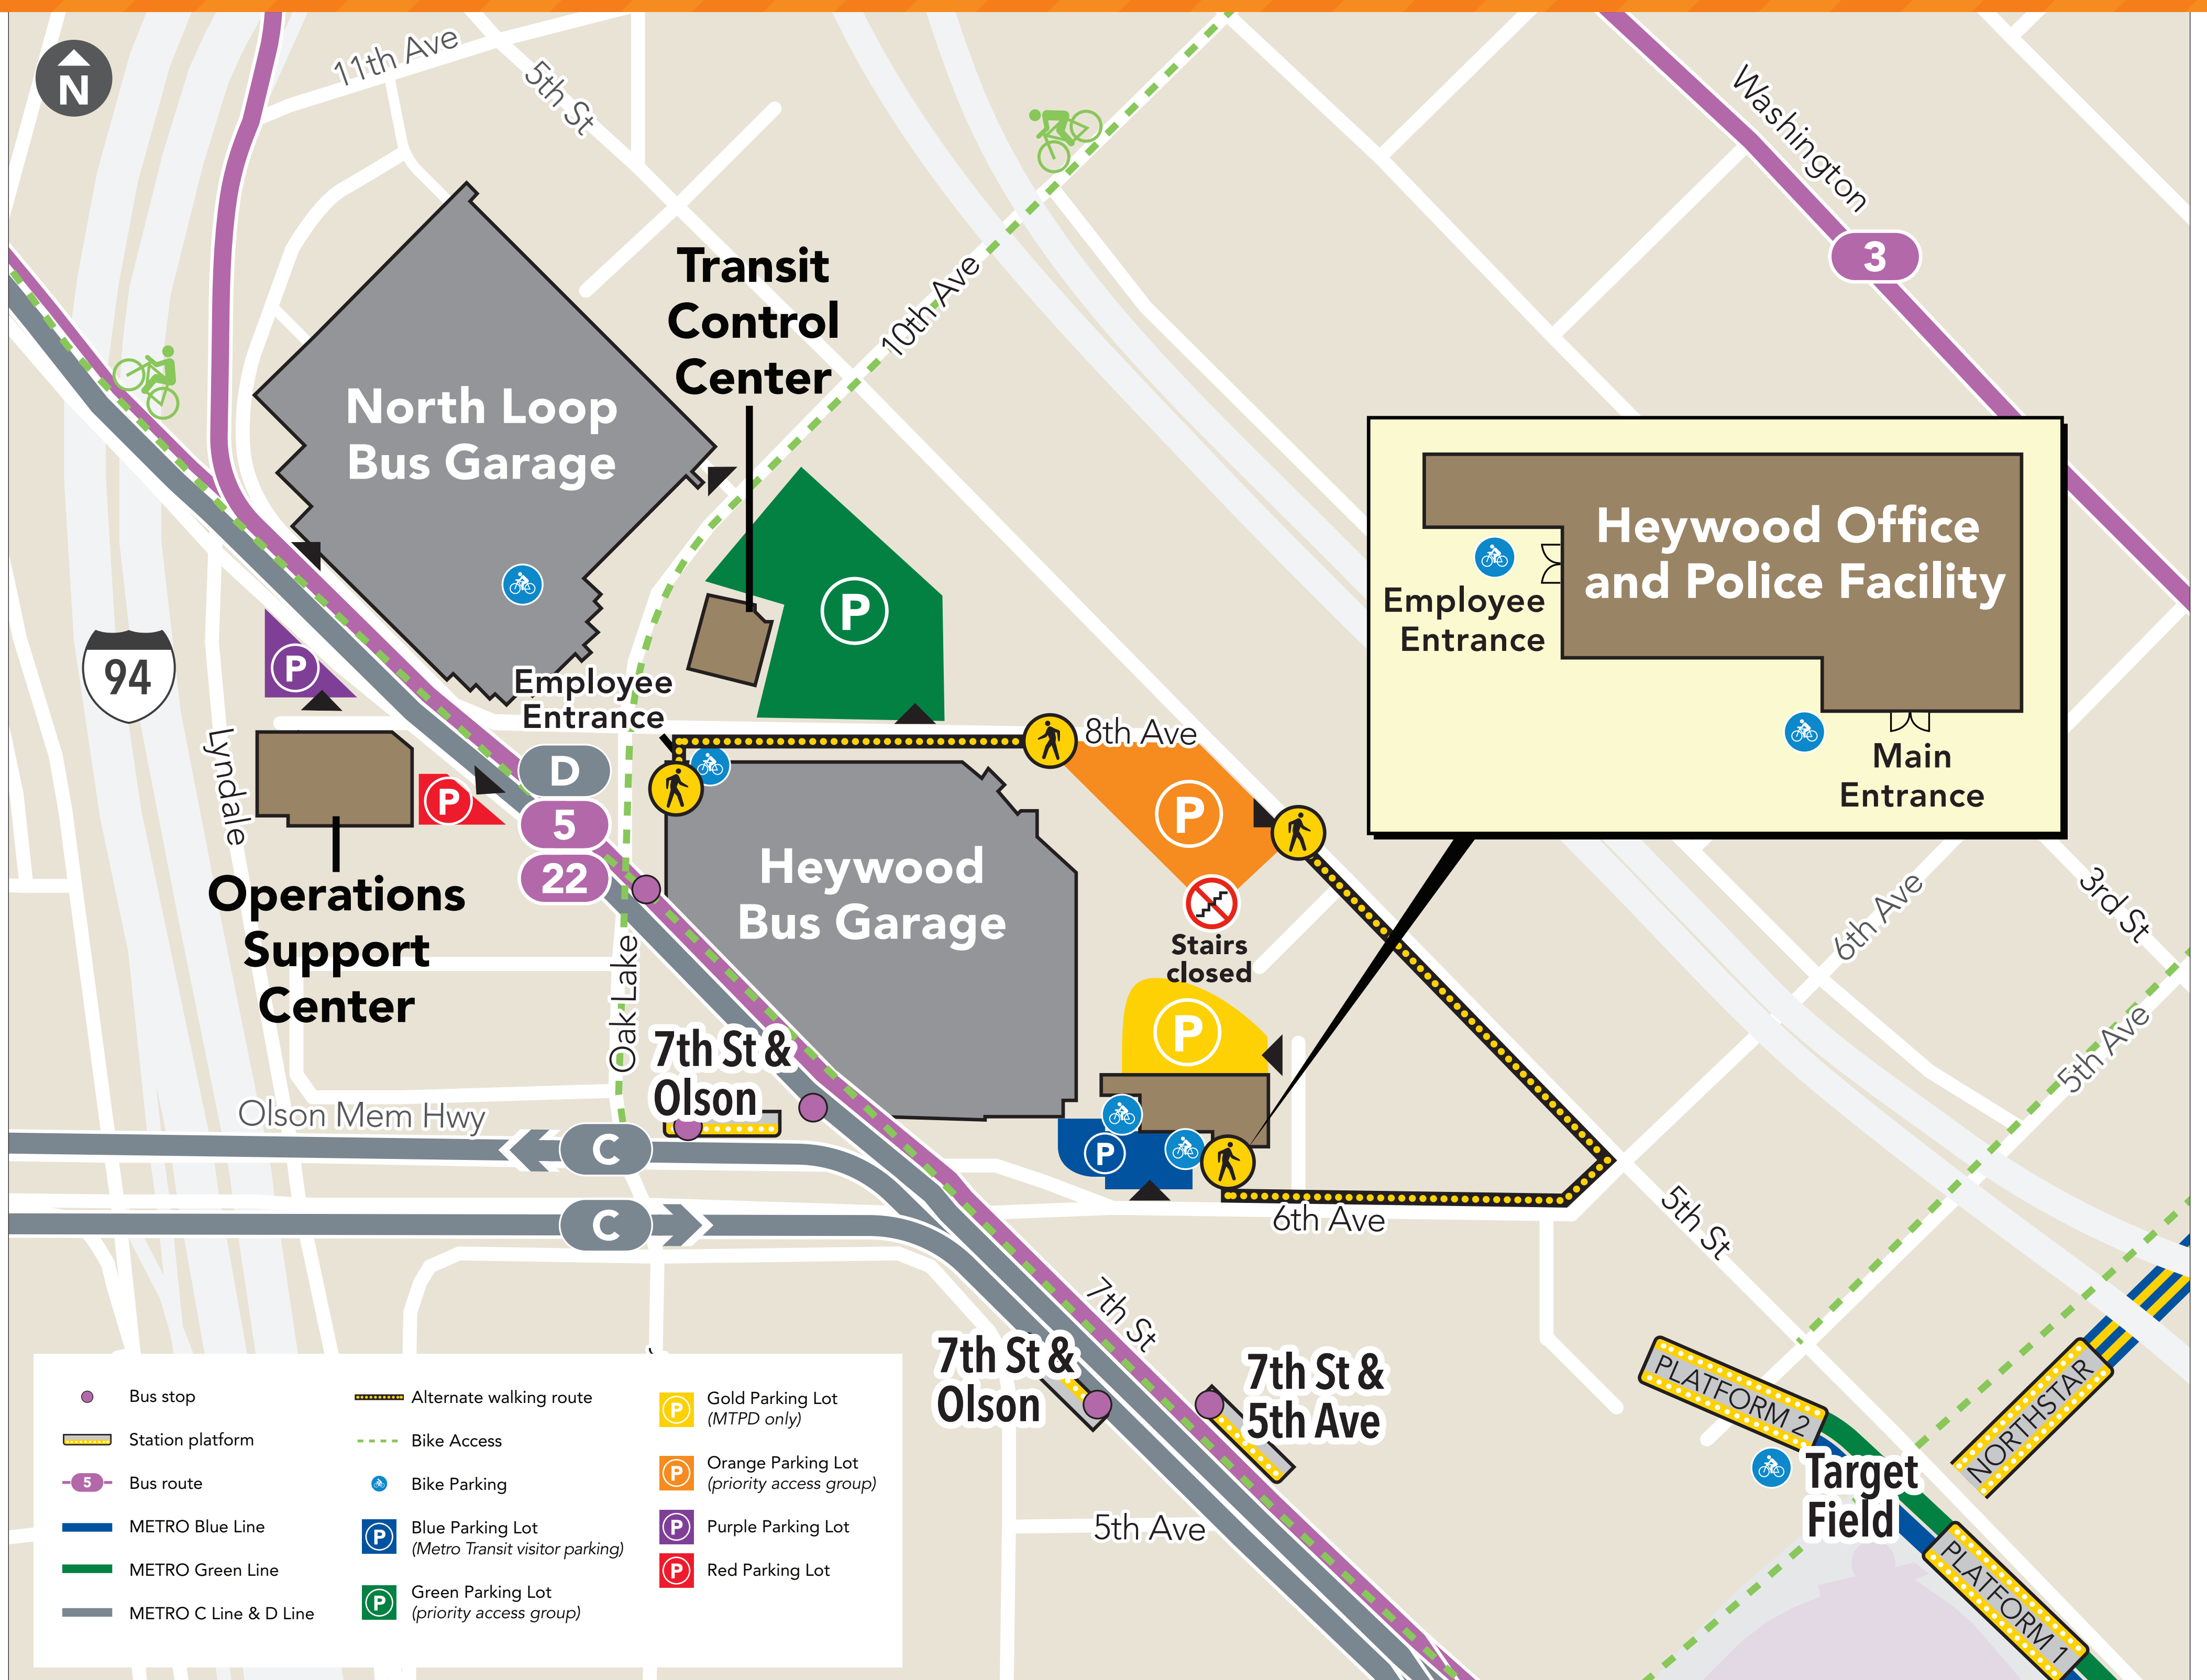 N
11th Ave
5th St
Washington
3
Transit
Control
Center
10th Ave
North Loop
Bus Garage
Heywood Office
and Police Facility
Employee
Entrance
Main
Entrance
P
P
94
Employee
Entrance
8th Ave
Lyndale
D
5
22
P
P
Heywood
Bus Garage
Operations
Support
Center
Stairs
closed
6th Ave
3rd St
Oak Lake
P
7th St &
Olson
5th Ave
Olson Mem Hwy
C
P
C
6th Ave
5th St
7th St
7th St &
Olson
7th St &
5th Ave
PLATFORM 2
NORTHSTAR
Target
Field
PLATFORM 1
5th Ave
Bus stop
Station platform
5
Bus route
METRO Blue Line
METRO Green Line
METRO C Line & D Line
Alternate walking route
Bike Access
Bike Parking
P
Blue Parking Lot
(Metro Transit visitor parking)
P
Green Parking Lot
(priority access group)
P
Gold Parking Lot
(MTPD only)
P
Orange Parking Lot
(priority access group)
P
Purple Parking Lot
P
Red Parking Lot